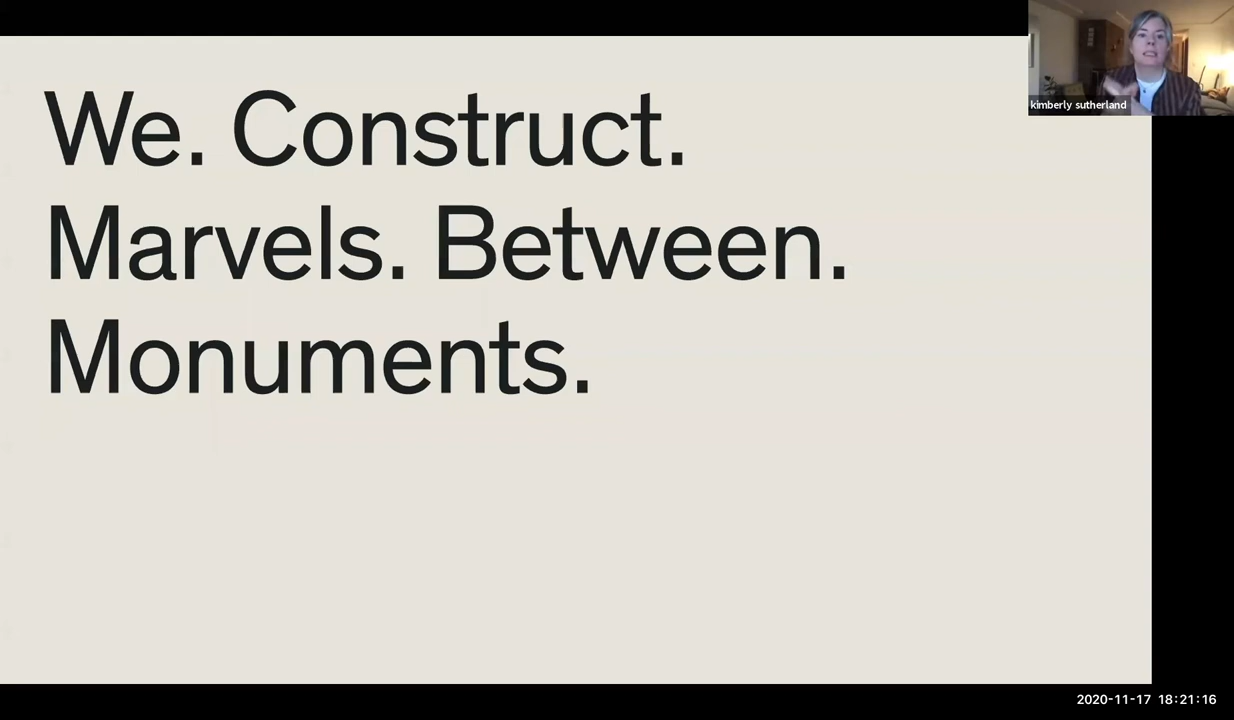 We. Construct.
Marvels. Between.
Monuments.
kimberly sutherland
2020-11-17 18:21:16